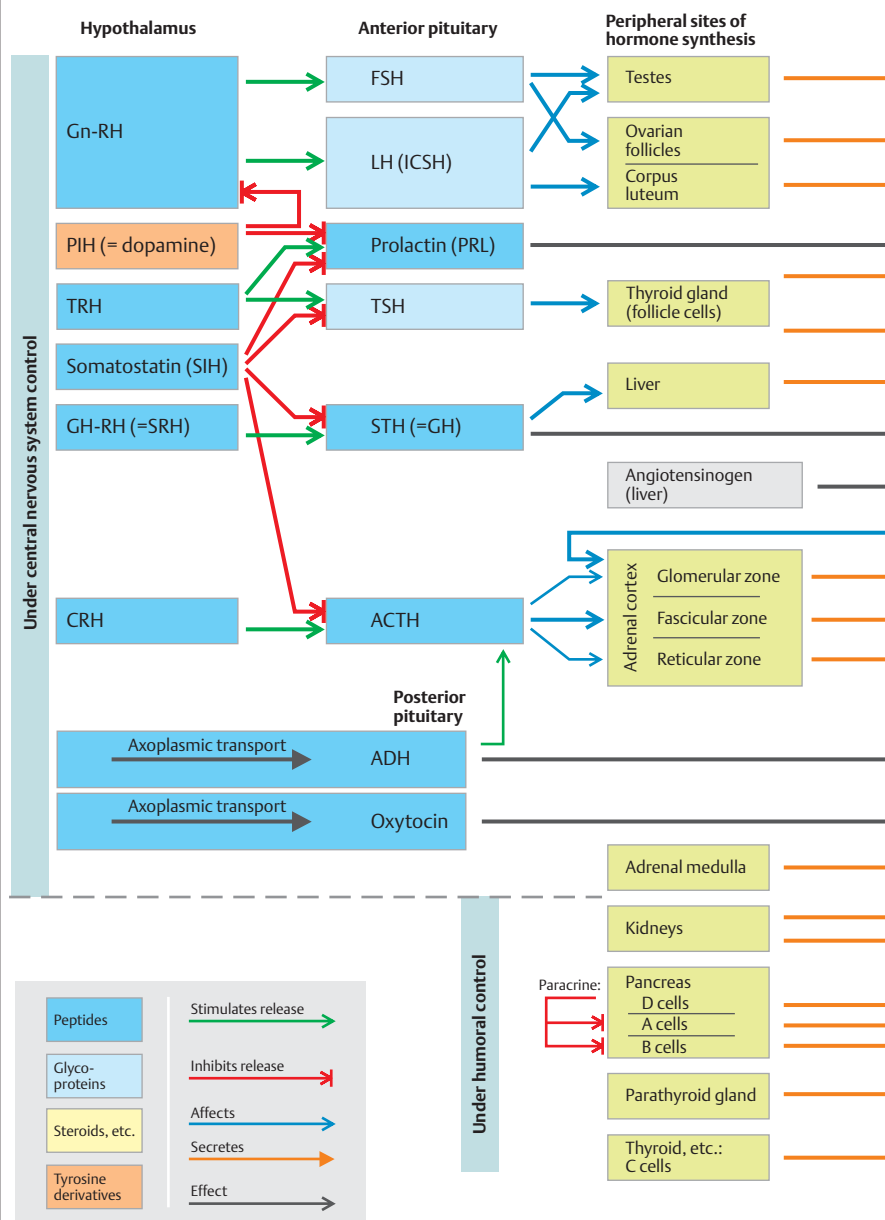 Hypothalamus
Anterior pituitary
Peripheral sites of
hormone synthesis
Under central nervous system control
Gn-RH
FSH
Testes
LH (ICSH)
Ovarian
follicles
Corpus
luteum
PIH (= dopamine)
Prolactin (PRL)
TRH
TSH
Thyroid gland
(follicle cells)
Somatostatin (SIH)
Liver
GH-RH (=SRH)
STH (=GH)
Angiotensinogen
(liver)
Adrenal cortex
Glomerular zone
CRH
ACTH
Fascicular zone
Reticular zone
Posterior
pituitary
Axoplasmic transport
ADH
Axoplasmic transport
Oxytocin
Adrenal medulla
Under humoral control
Kidneys
Paracrine:
Pancreas
D cells
A cells
B cells
Parathyroid gland
Thyroid, etc.:
C cells
Peptides
Stimulates release
Glyco-
proteins
Inhibits release
Steroids, etc.
Affects
Secretes
Tyrosine
derivatives
Effect